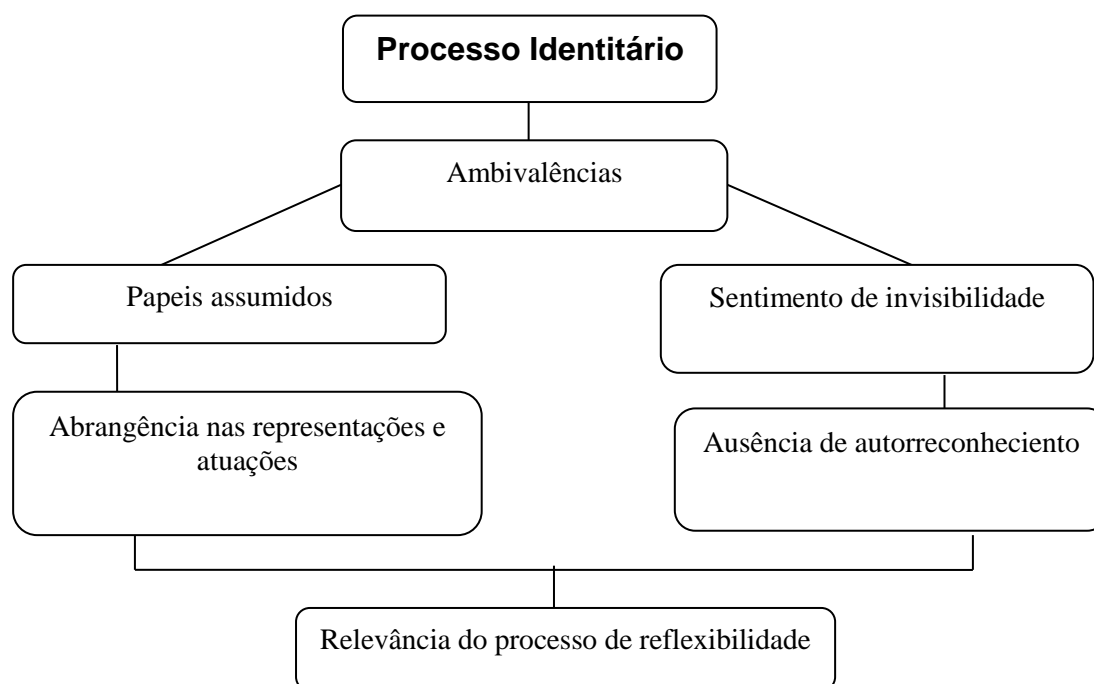 Processo Identitário
Ambivalências
Papeis assumidos
Sentimento de invisibilidade
Abrangência nas representações e
atuações
Ausência de autorreconheciento
Relevância do processo de reflexibilidade